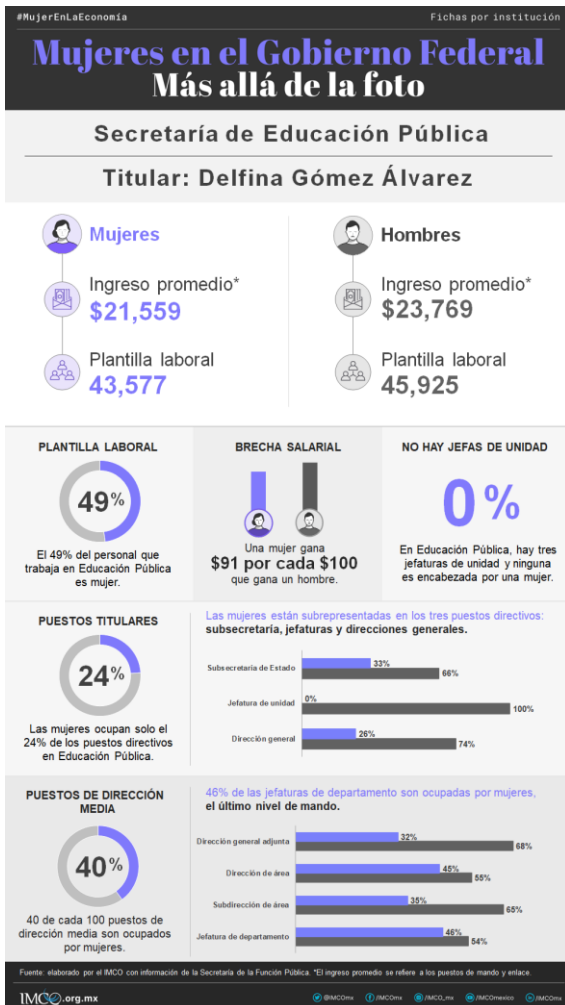 #MujerEnLaEconomía
Fichas por institución
Mujeres en el Gobierno Federal
Más allá de la foto
Secretaría de Educación Pública
Titular: Delfina Gómez Álvarez
Mujeres
Ingreso promedio*
$21,559
Plantilla laboral
43,577
Hombres
Ingreso promedio*
$23,769
Plantilla laboral
45,925
PLANTILLA LABORAL
49%
El 49% del personal que
trabaja en Educación Pública
es mujer.
BRECHA SALARIAL
Una mujer gana
$91 por cada $100
que gana un hombre.
NO HAY JEFAS DE UNIDAD
0 %
En Educación Pública, hay tres
jefaturas de unidad y ninguna
es encabezada por una mujer.
PUESTOS TITULARES
24%
Las mujeres ocupan solo el
24% de los puestos directivos
en Educación Pública.
Las mujeres están subrepresentadas en los tres puestos directivos:
subsecretaría, jefaturas y direcciones generales.
Subsecretaría de Estado
33%
66%
Jefatura de unidad
0%
100%
Dirección general
26%
74%
PUESTOS DE DIRECCIÓN
MEDIA
40%
40 de cada 100 puestos de
dirección media son ocupados
por mujeres.
46% de las jefaturas de departamento son ocupadas por mujeres,
el último nivel de mando.
Dirección general adjunta
32%
68%
Dirección de área
45%
55%
Subdirección de área
35%
65%
Jefatura de departamento
46%
54%
Fuente: elaborado por el IMCO con información de la Secretaría de la Función Pública. *El ingreso promedio se refiere a los puestos de mando y enlace.
IMCO.org.mx
@IMCOmx
/IMCOmx
/IMCO_mx
/IMCOmexico
/IMCOmx